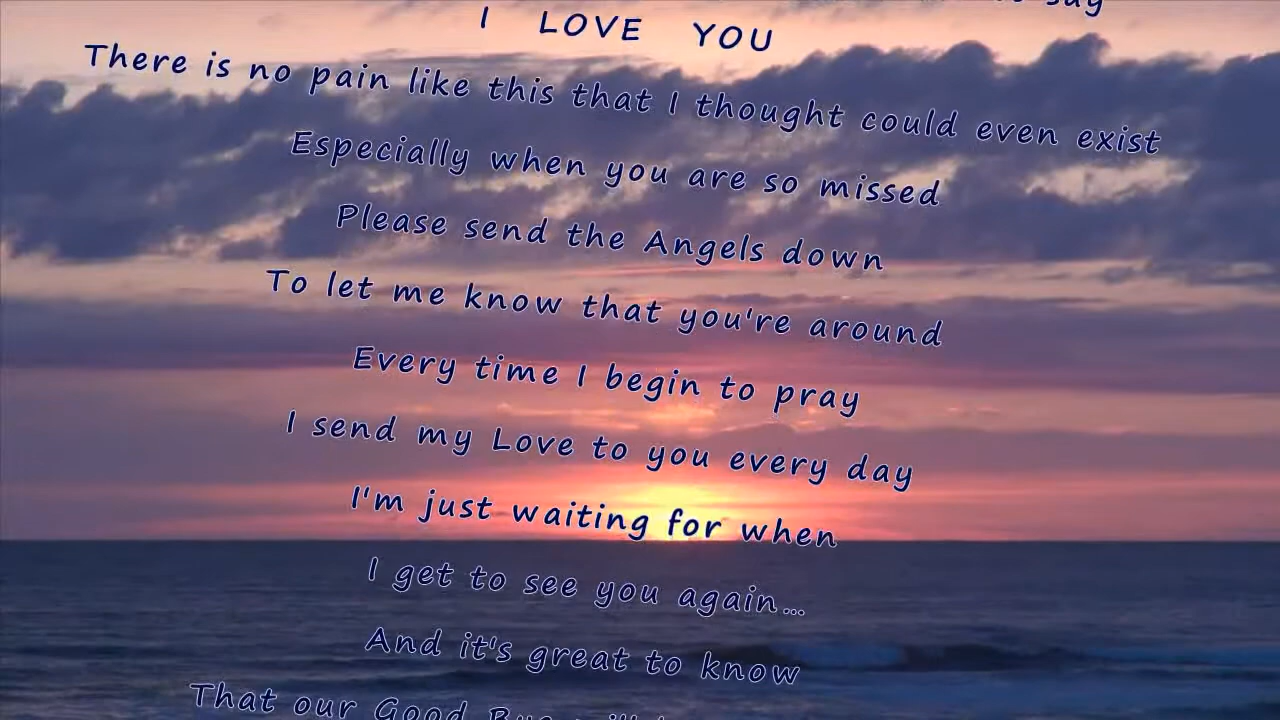 say
I LOVE YOU
There is no pain like this that I thought could even exist
Especially when you are so missed
Please send the Angels down
To let me know that you're around
Every time I begin to pray
I send my Love to you every day
I'm just waiting for when
I get to see you again...
And it's great to know
That our Good